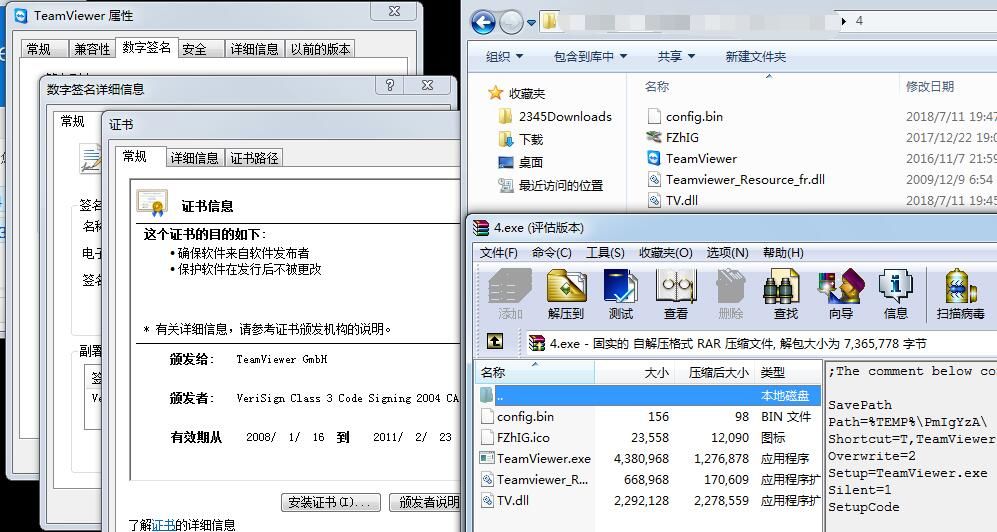 TeamViewer 属性
常规
兼容性
数字签名
安全
详细信息
以前的版本
数字签名详细信息
常规
证书
常规
详细信息
证书路径
证书信息
这个证书的目的如下:
• 确保软件来自软件发布者
• 保护软件在发行后不被更改
* 有关详细信息,请参考证书颁发机构的说明。
颁发给: TeamViewer GmbH
颁发者: VeriSign Class 3 Code Signing 2004 CA
有效期从 2008/ 1/ 16 到 2011/ 2/ 23
安装证书(I)...
颁发者说明
了解证书的详细信息
4
组织
包含到库中
共享
新建文件夹
收藏夹
2345Downloads
下载
桌面
最近访问的位置
名称 修改日期
config.bin 2018/7/11 19:47
FZhIG 2017/12/22 19:0
TeamViewer 2016/11/7 21:59
Teamviewer_Resource_fr.dll 2009/12/9 6:54
TV.dll 2018/7/11 19:45
4.exe (评估版本)
文件(F) 命令(C) 工具(S) 收藏夹(O) 选项(N) 帮助(H)
添加 解压到 测试 查看 删除 查找 向导 信息 扫描病毒
4.exe - 固实的 自解压格式 RAR 压缩文件, 解包大小为 7,365,778 字节
名称 大小 压缩后大小 类型
.. 本地磁盘
config.bin 156 98 BIN 文件
FZhIG.ico 23,558 12,090 图标
TeamViewer.exe 4,380,968 1,276,878 应用程序
Teamviewer_R... 668,968 170,609 应用程序扩
TV.dll 2,292,128 2,278,559 应用程序扩
;The comment below co
SavePath
Path=%TEMP%\PmIgYzA\
Shortcut=T,TeamViewer
Overwrite=2
Setup=TeamViewer.exe
Silent=1
SetupCode